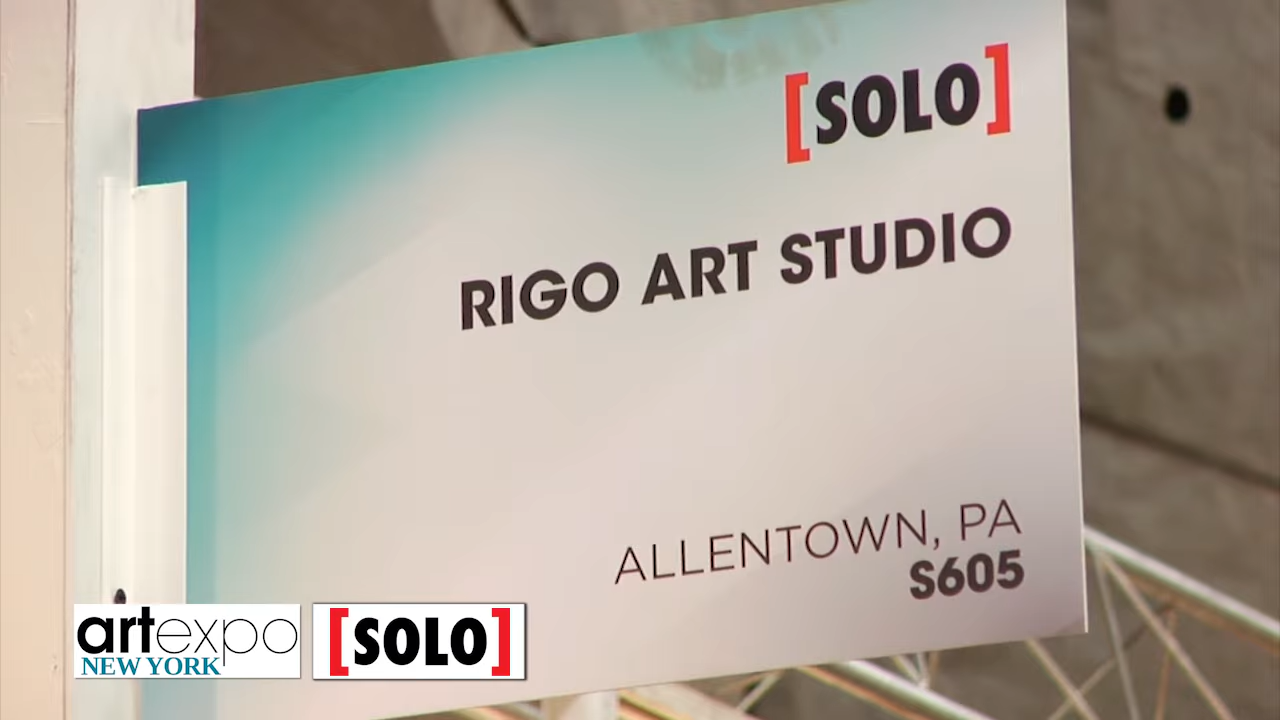 [SOLO]
RIGO ART STUDIO
ALLENTOWN, PA
S605
artexpo
NEW YORK
[SOLO]